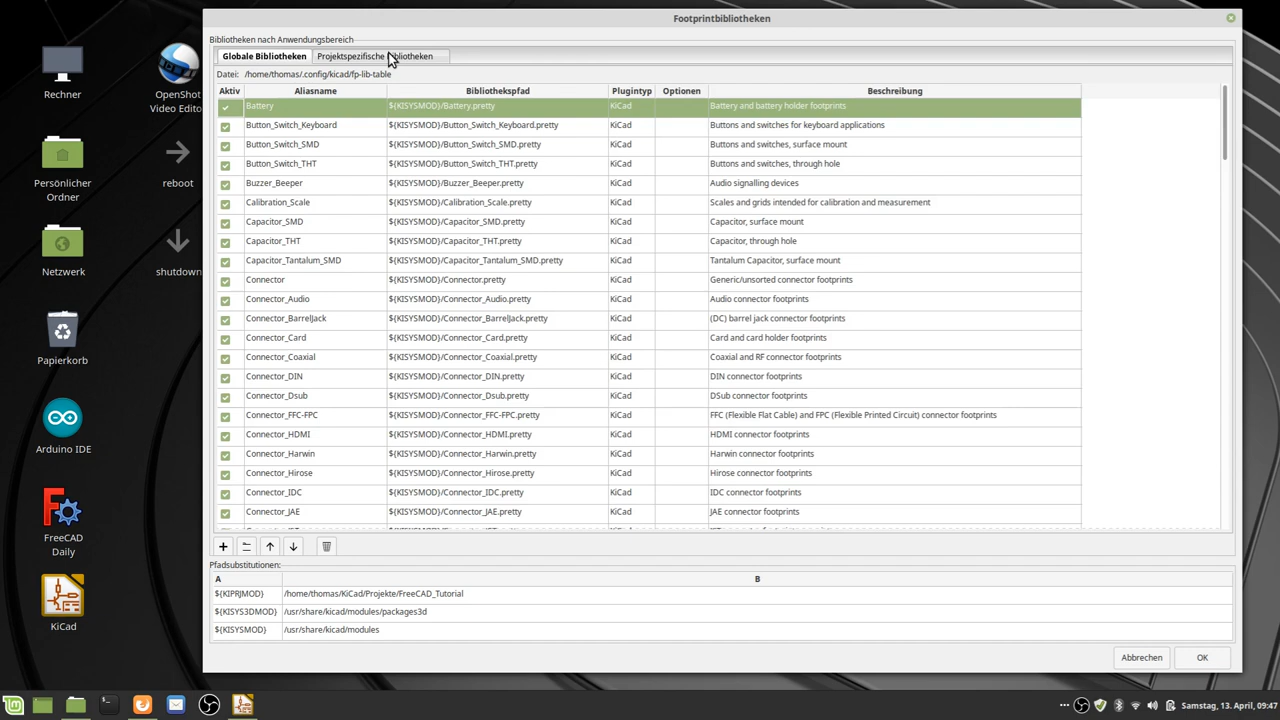 Footprintbibliotheken
Bibliotheken nach Anwendungsbereich
Globale Bibliotheken Projektspezifische Bibliotheken
Datei: /home/thomas/.config/kicad/fp-lib-table
Aktiv Aliasname Bibliothekspfad Plugintyp Optionen Beschreibung
Battery ${KISYSMOD}/Battery.pretty KiCad Battery and battery holder footprints
Button_Switch_Keyboard ${KISYSMOD}/Button_Switch_Keyboard.pretty KiCad Buttons and switches for keyboard applications
Button_Switch_SMD ${KISYSMOD}/Button_Switch_SMD.pretty KiCad Buttons and switches, surface mount
Button_Switch_THT ${KISYSMOD}/Button_Switch_THT.pretty KiCad Buttons and switches, through hole
Buzzer_Beeper ${KISYSMOD}/Buzzer_Beeper.pretty KiCad Audio signalling devices
Calibration_Scale ${KISYSMOD}/Calibration_Scale.pretty KiCad Scales and grids intended for calibration and measurement
Capacitor_SMD ${KISYSMOD}/Capacitor_SMD.pretty KiCad Capacitor, surface mount
Capacitor_THT ${KISYSMOD}/Capacitor_THT.pretty KiCad Capacitor, through hole
Capacitor_Tantalum_SMD ${KISYSMOD}/Capacitor_Tantalum_SMD.pretty KiCad Tantalum Capacitor, surface mount
Connector ${KISYSMOD}/Connector.pretty KiCad Generic/unsorted connector footprints
Connector_Audio ${KISYSMOD}/Connector_Audio.pretty KiCad Audio connector footprints
Connector_BarrelJack ${KISYSMOD}/Connector_BarrelJack.pretty KiCad (DC) barrel jack connector footprints
Connector_Card ${KISYSMOD}/Connector_Card.pretty KiCad Card and card holder footprints
Connector_Coaxial ${KISYSMOD}/Connector_Coaxial.pretty KiCad Coaxial and RF connector footprints
Connector_DIN ${KISYSMOD}/Connector_DIN.pretty KiCad DIN connector footprints
Connector_Dsub ${KISYSMOD}/Connector_Dsub.pretty KiCad DSub connector footprints
Connector_FFC-FPC ${KISYSMOD}/Connector_FFC-FPC.pretty KiCad FFC (Flexible Flat Cable) and FPC (Flexible Printed Circuit) connector footprints
Connector_HDMI ${KISYSMOD}/Connector_HDMI.pretty KiCad HDMI connector footprints
Connector_Harwin ${KISYSMOD}/Connector_Harwin.pretty KiCad Harwin connector footprints
Connector_Hirose ${KISYSMOD}/Connector_Hirose.pretty KiCad Hirose connector footprints
Connector_IDC ${KISYSMOD}/Connector_IDC.pretty KiCad IDC connector footprints
Connector_JAE ${KISYSMOD}/Connector_JAE.pretty KiCad JAE connector footprints
Pfadsubstitutionen:
A B
${KIPRJMOD} /home/thomas/KiCad/Projekte/FreeCAD_Tutorial
${KISYS3DMOD} /usr/share/kicad/modules/packages3d
${KISYSMOD} /usr/share/kicad/modules
Abbrechen OK
Rechner
OpenShot
Video Edito
Persönlicher
Ordner
reboot
Netzwerk
shutdown
Papierkorb
Arduino IDE
FreeCAD
Daily
KiCad
Samstag, 13. April, 09:47